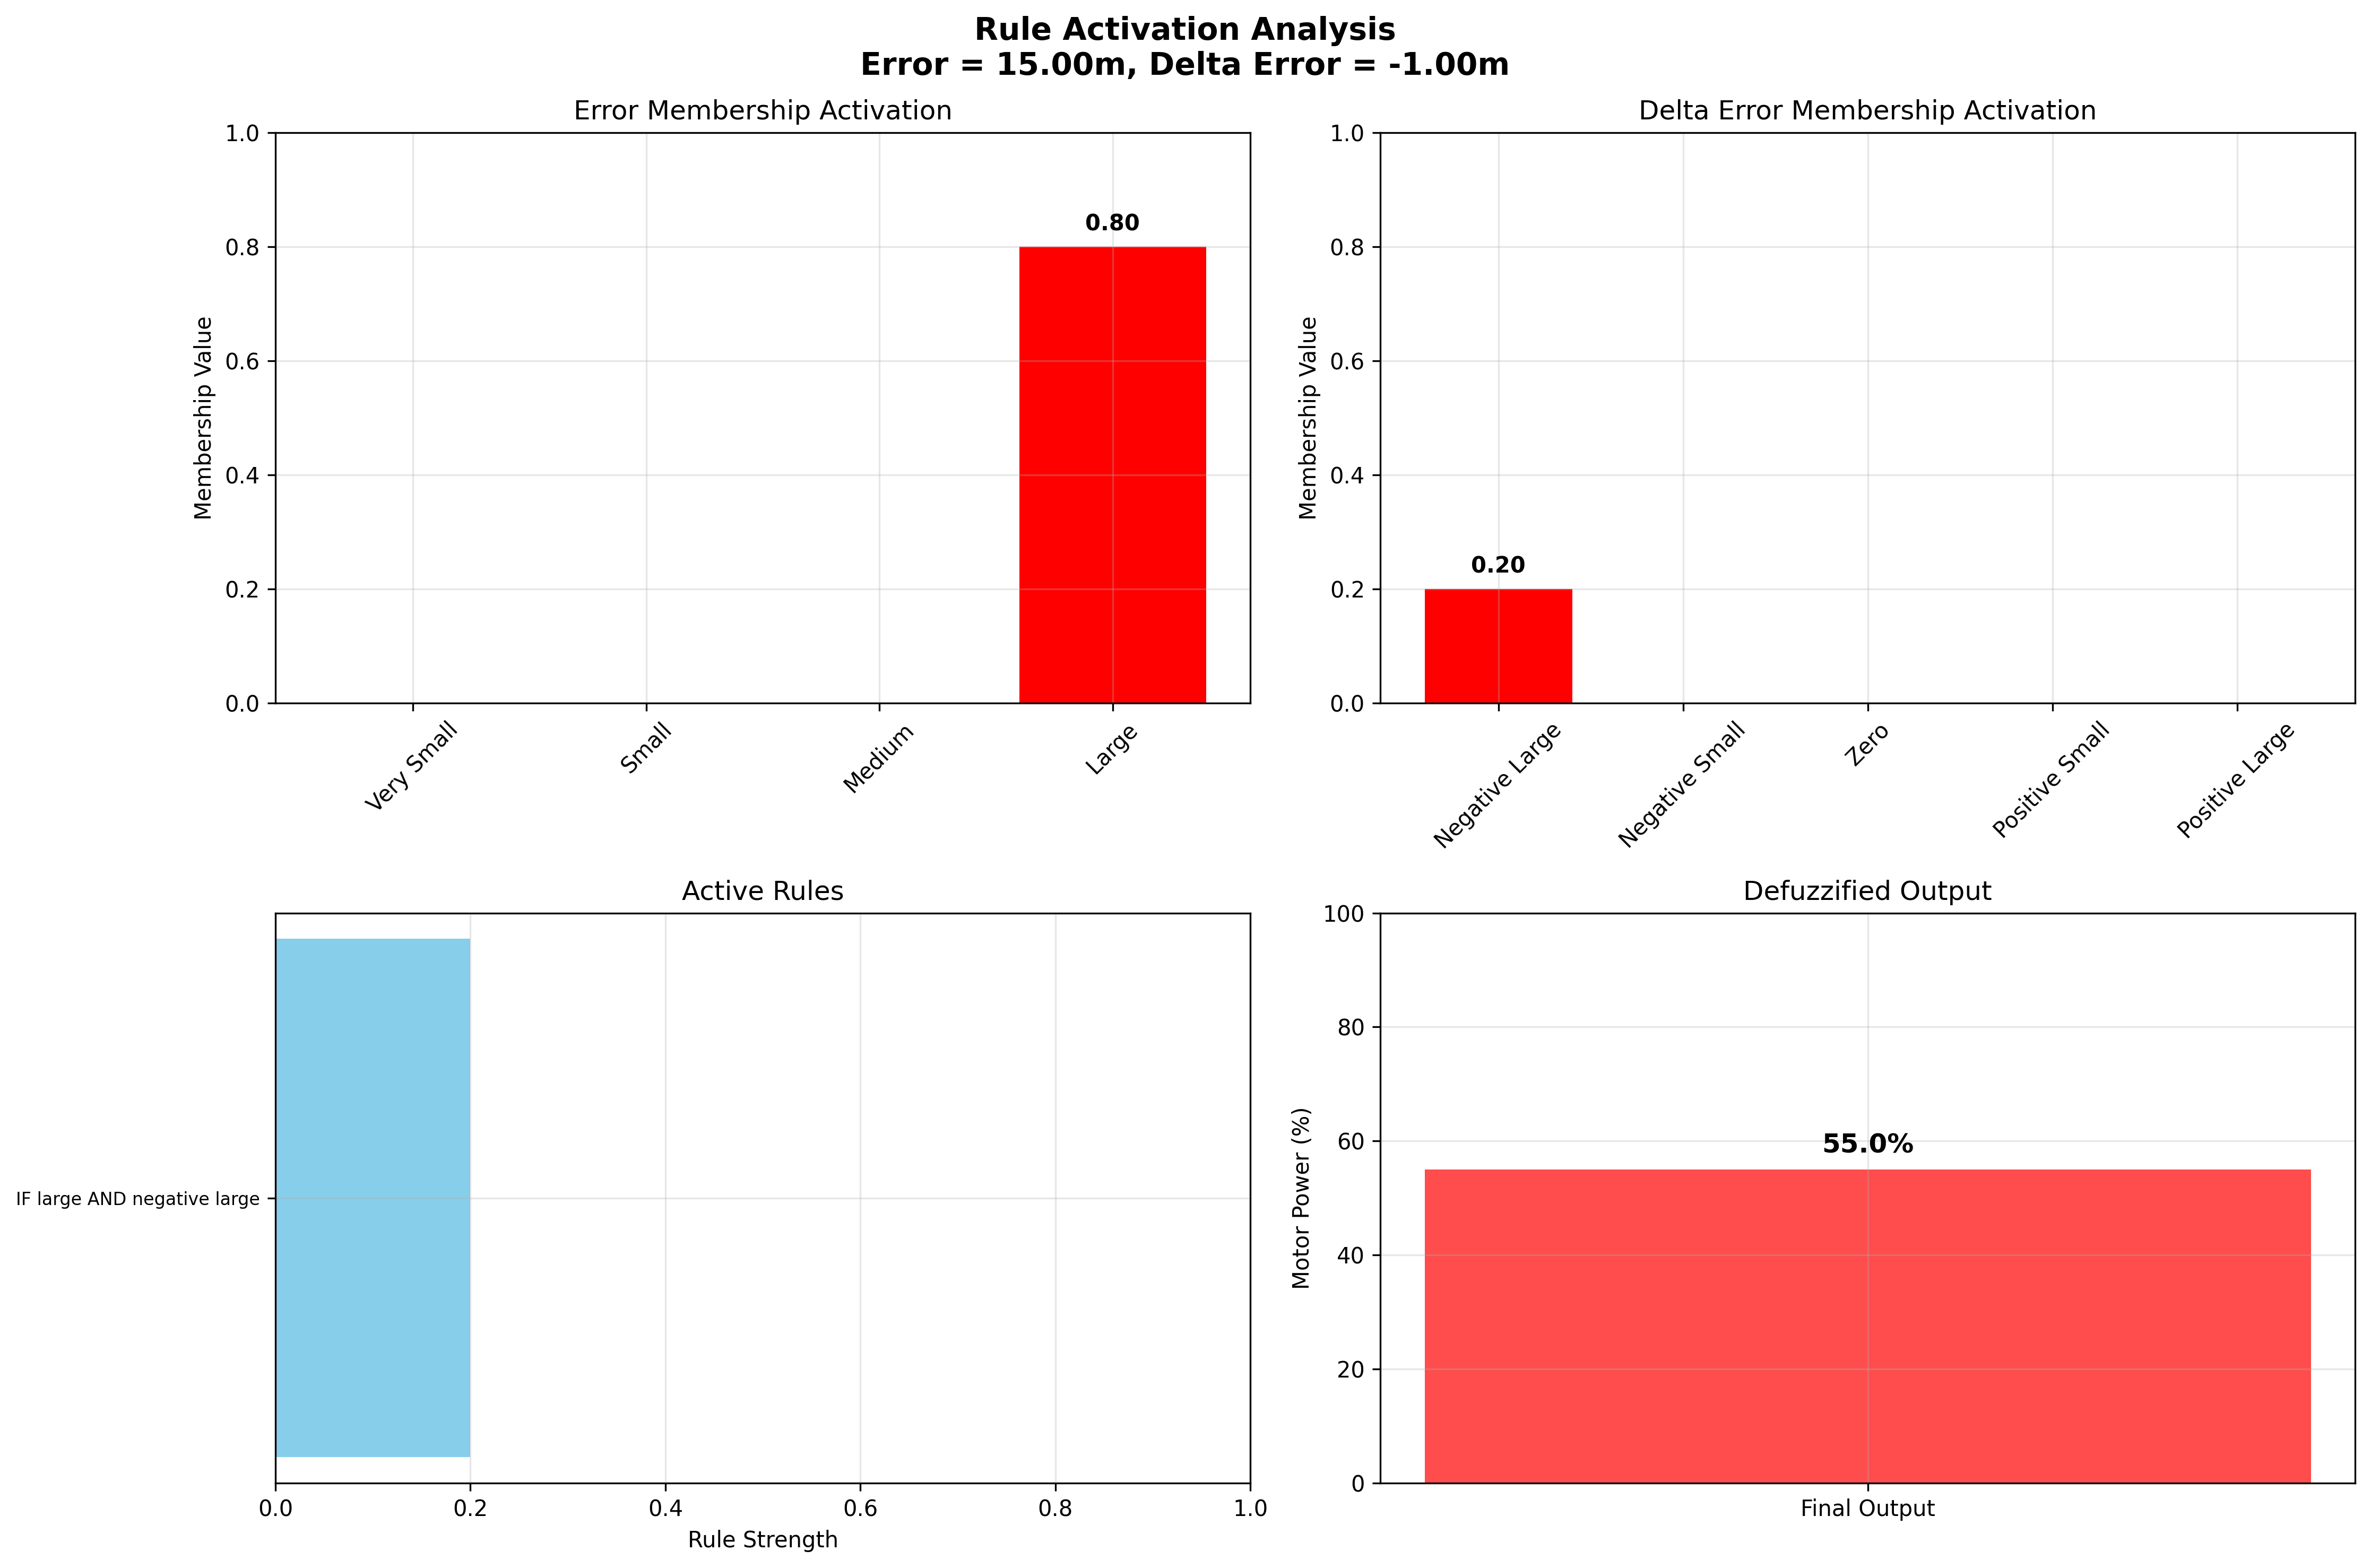 Rule Activation Analysis
Error = 15.00m, Delta Error = -1.00m
Error Membership Activation
Membership Value
1.0
0.8
0.6
0.4
0.2
0.0
0.80
Very Small
Small
Medium
Large
Delta Error Membership Activation
Membership Value
1.0
0.8
0.6
0.4
0.2
0.0
0.20
Negative Large
Negative Small
Zero
Positive Small
Positive Large
Active Rules
IF large AND negative large
0.0
0.2
0.4
0.6
0.8
1.0
Rule Strength
Defuzzified Output
Motor Power (%)
100
80
60
40
20
0
55.0%
Final Output